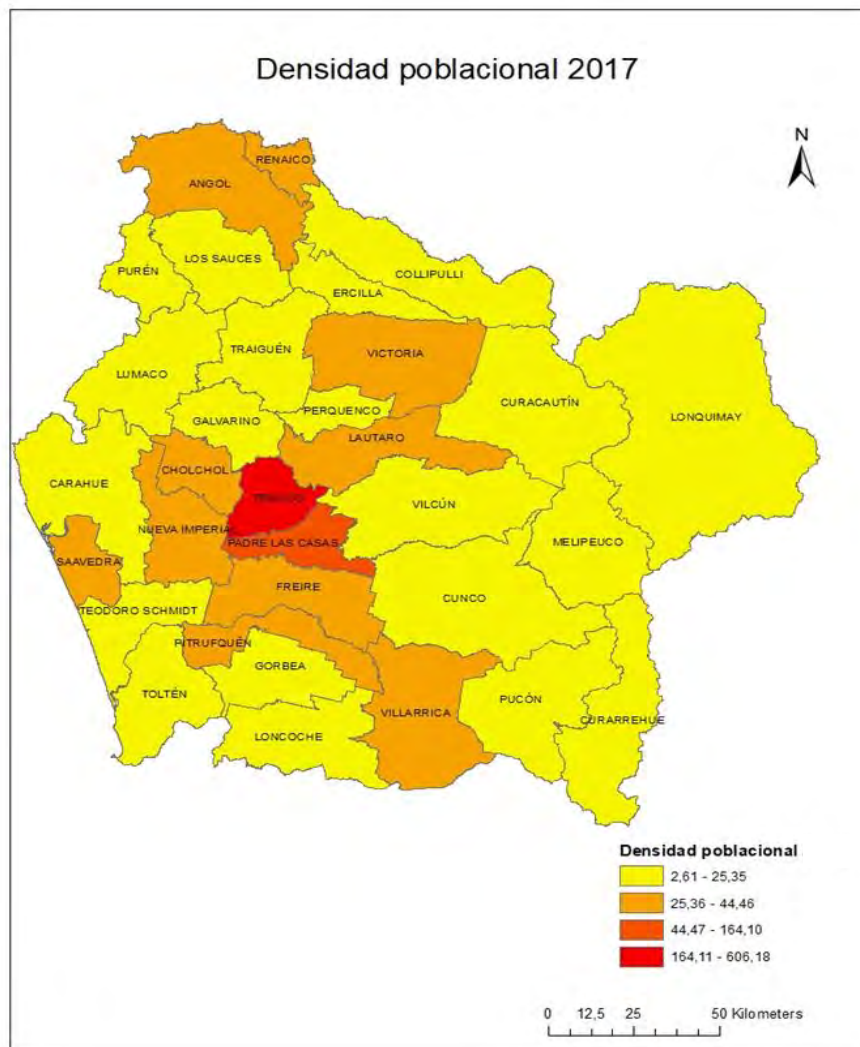 Densidad poblacional 2017
N
RENAICO
ANGOL
LOS SAUCES
PURÉN
COLLIPULLI
ERCILLA
TRAIGUÉN
VICTORIA
LUMACO
CURACAUTÍN
LONQUIMAY
PERQUENCO
GALVARINO
LAUTARO
CHOLCHOL
CARAHUE
VILCÚN
NUEVA IMPERIA
PADRE LAS CASAS
MELIPEUCO
SAAVEDRA
FREIRE
CUNCO
TEODORO SCHMIDT
PITRUFQUÉN
GORBEA
TOLTÉN
VILLARRICA
PUCÓN
CURARREHUE
LONCOCHE
Densidad poblacional
2,61 - 25,35
25,36 - 44,46
44,47 - 164,10
164,11 - 606,18
0 12,5 25 50 Kilometers